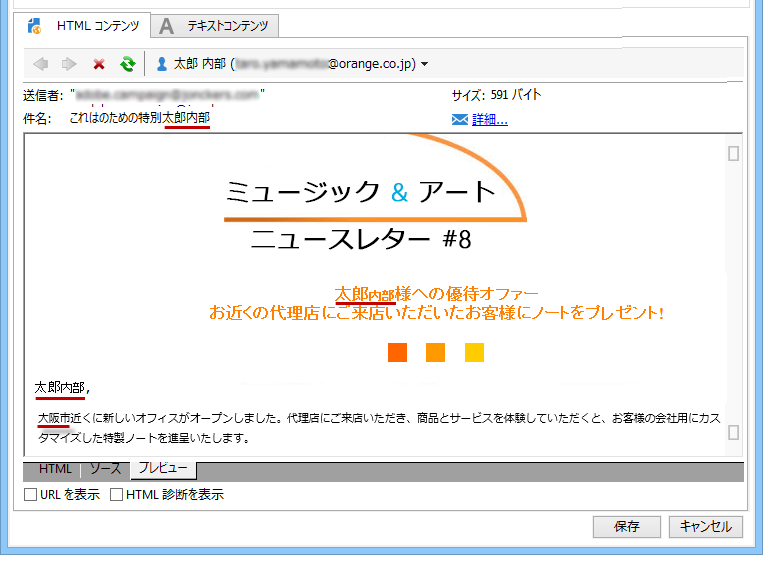 HTML コンテンツ
A テキストコンテンツ
太郎 内部 (@orange.co.jp)
送信者: " " サイズ: 591 バイト
件名: これはのための特別太郎内部 詳細...
ミュージック & アート
ニュースレター #8
太郎内部様への優待オファー
お近くの代理店にご来店いただいたお客様にノートをプレゼント!
太郎内部,
大阪市近くに新しいオフィスがオープンしました。代理店にご来店いただき、商品とサービスを体験していただくと、お客様の会社用にカス
タマイズした特製ノートを進呈いたします。
HTML ソース プレビュー
URL を表示 HTML 診断を表示
保存 キャンセル